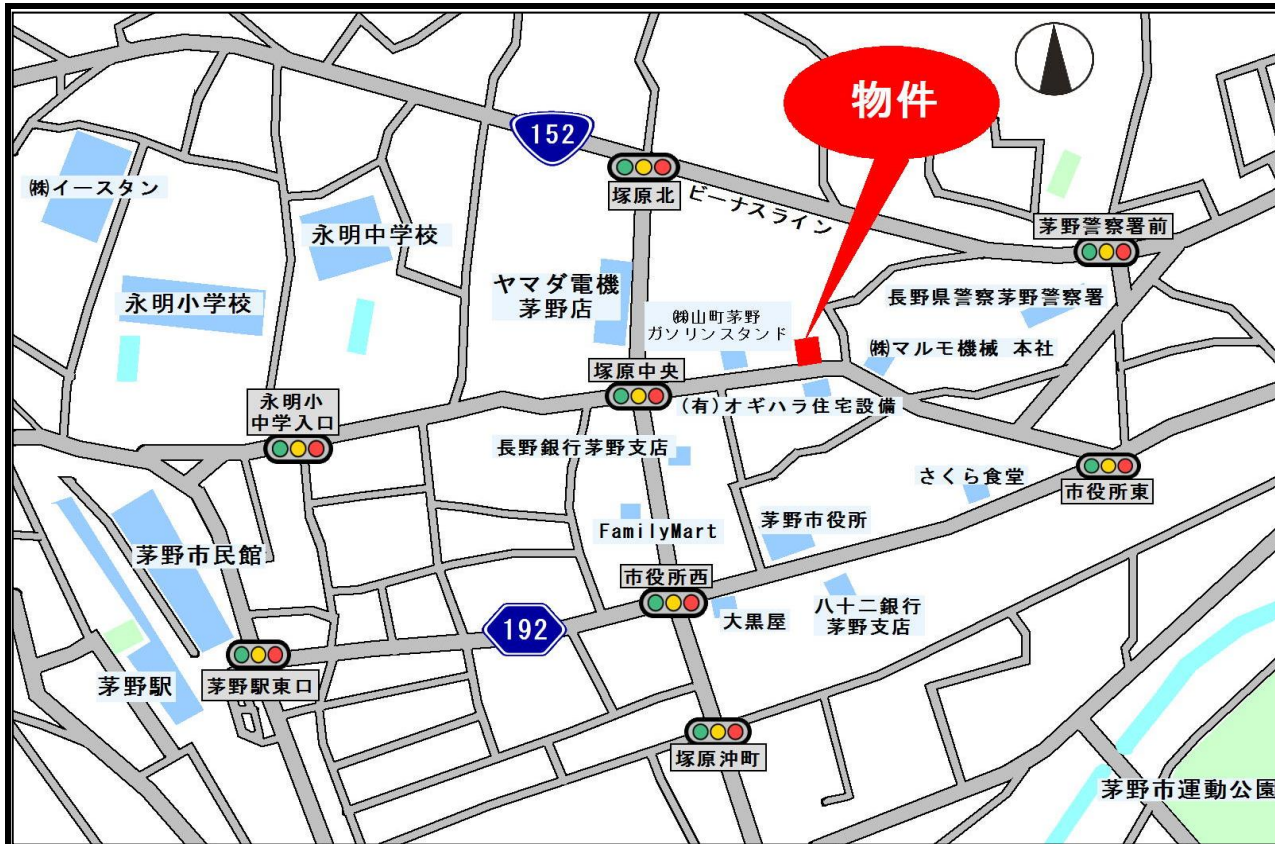 物件
152
塚原北
ビーナスライン
茅野警察署前
㈱イースタン
永明中学校
永明小学校
ヤマダ電機
茅野店
㈱山町茅野
ガソリンスタンド
長野県警察茅野警察署
㈱マルモ機械 本社
塚原中央
(有)オギハラ住宅設備
永明小
中学入口
長野銀行茅野支店
さくら食堂
市役所東
FamilyMart
茅野市役所
茅野市民館
市役所西
大黒屋
八十二銀行
茅野支店
192
茅野駅
茅野駅東口
塚原沖町
茅野市運動公園